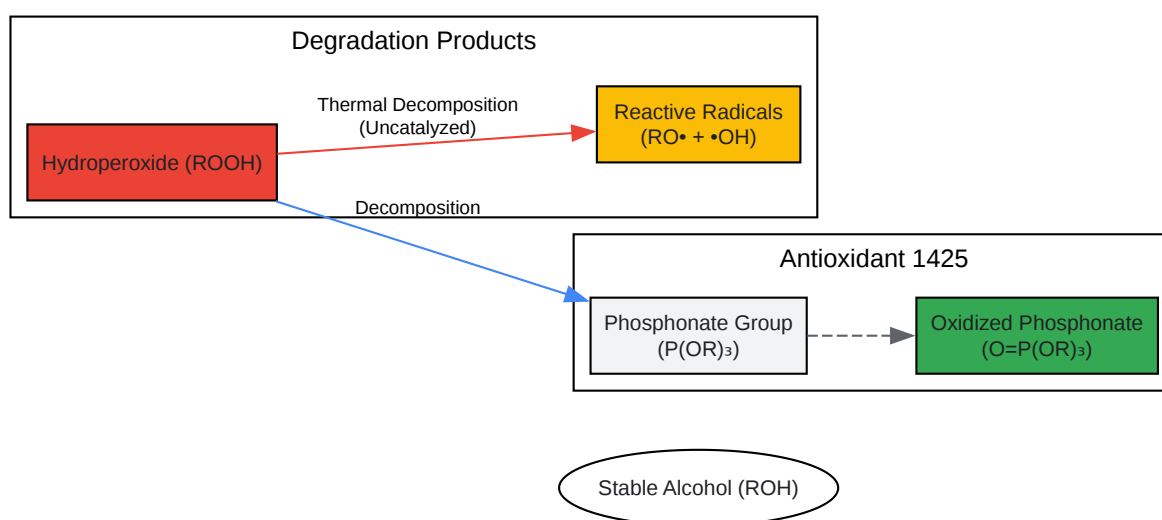 Degradation Products
Thermal Decomposition
(Uncatalyzed)
Reactive Radicals
(RO• + •OH)
Hydroperoxide (ROOH)
Decomposition
Antioxidant 1425
Phosphonate Group
(P(OR)₃)
Oxidized Phosphonate
(O=P(OR)₃)
Stable Alcohol (ROH)